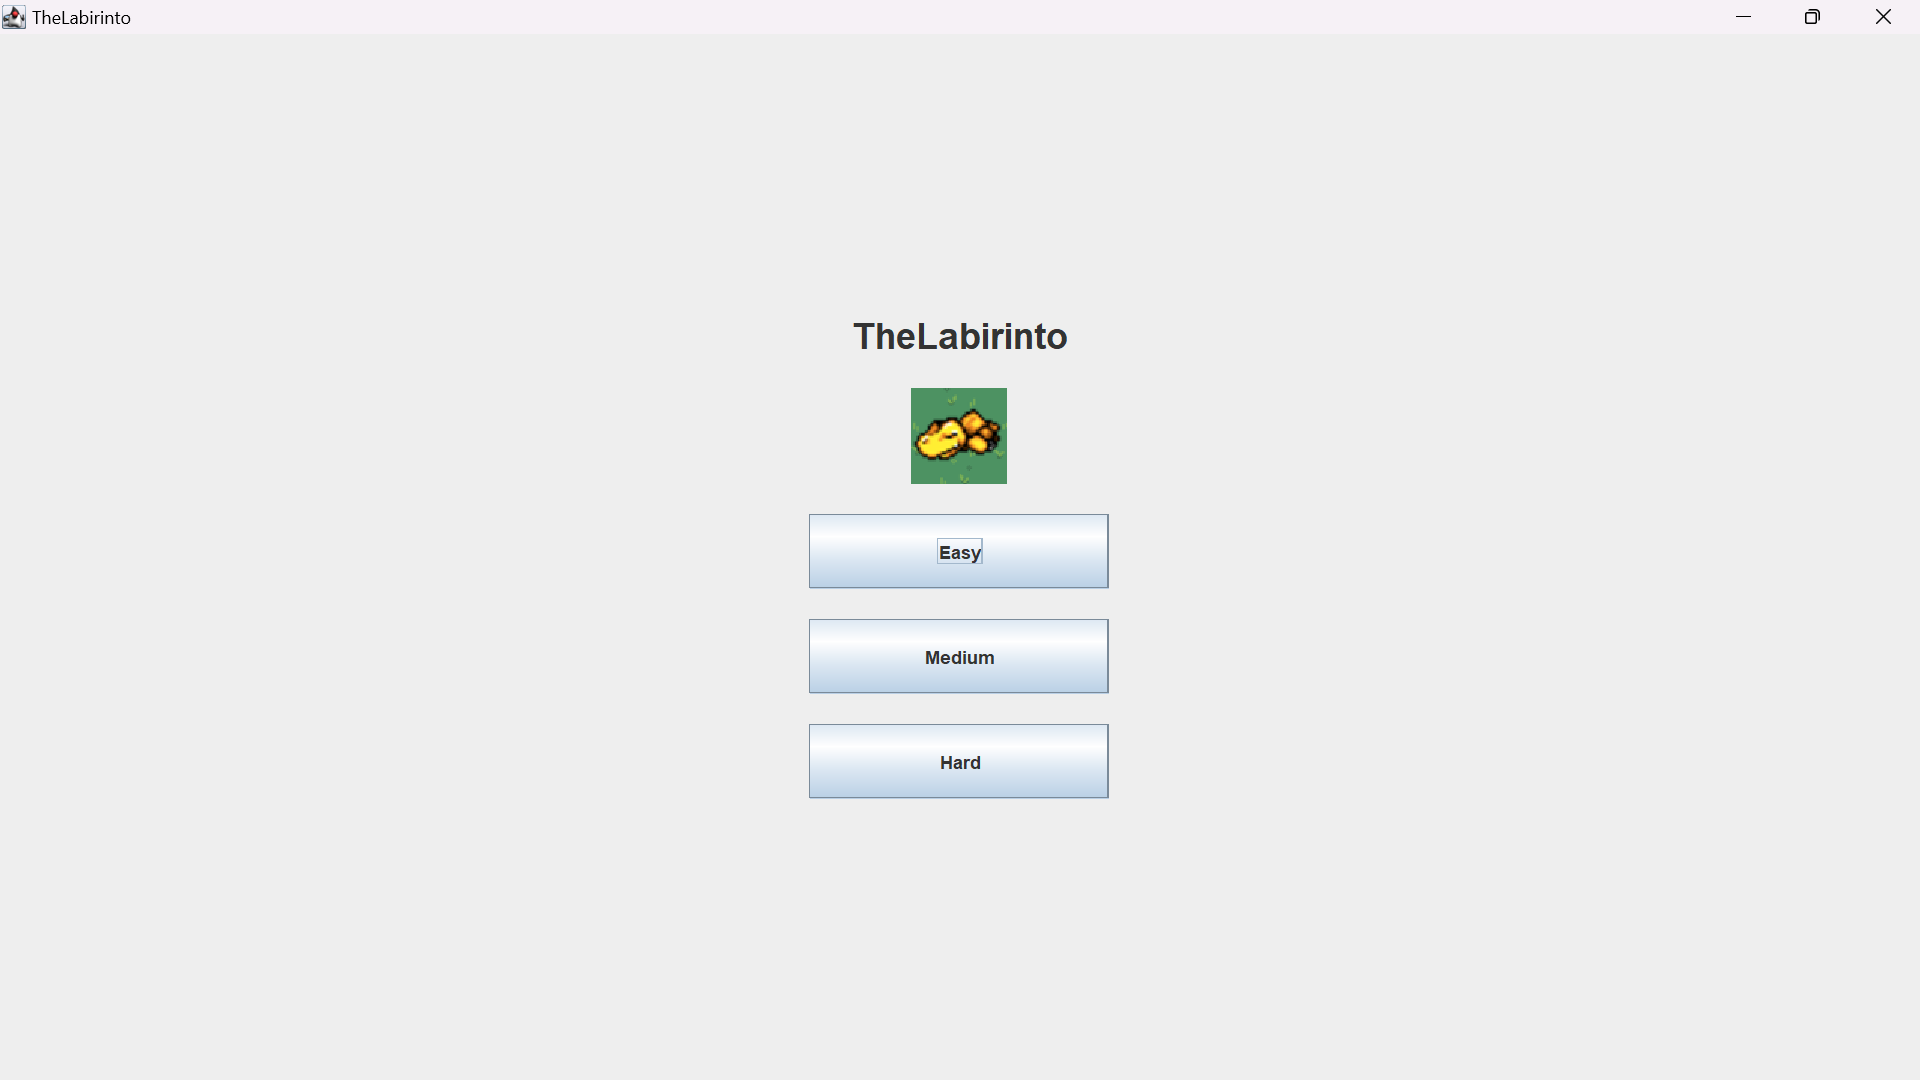 TheLabirinto
TheLabirinto
Easy
Medium
Hard